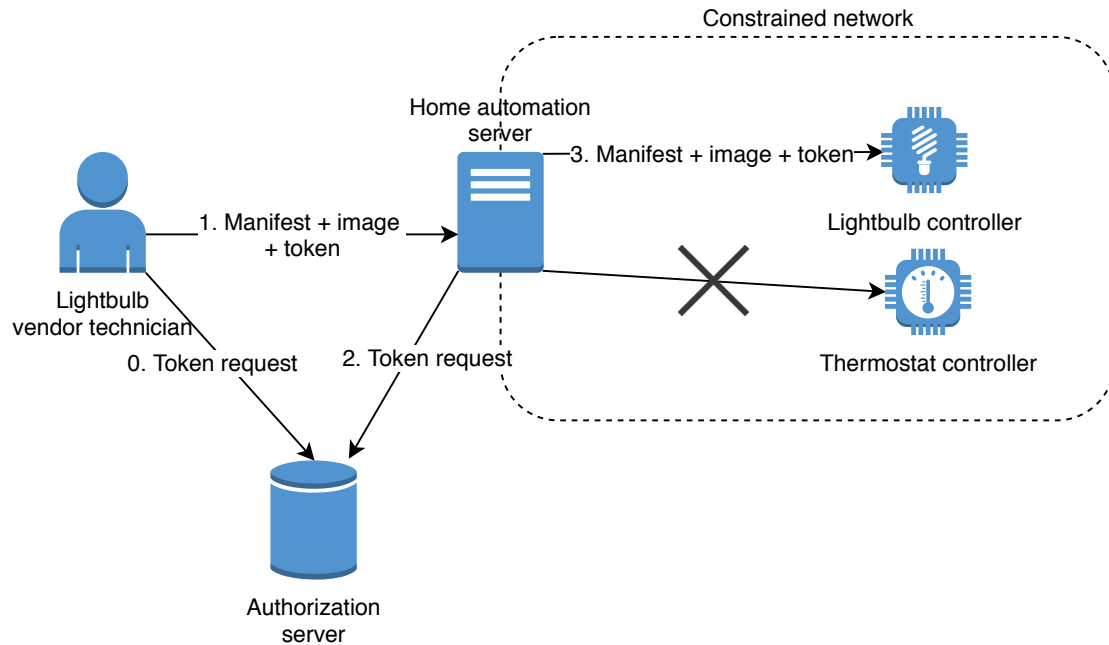 Constrained network
Home automation
server
3. Manifest + image + token
1. Manifest + image
+ token
Lightbulb controller
Lightbulb
vendor technician
0. Token request
2. Token request
Thermostat controller
Authorization
server